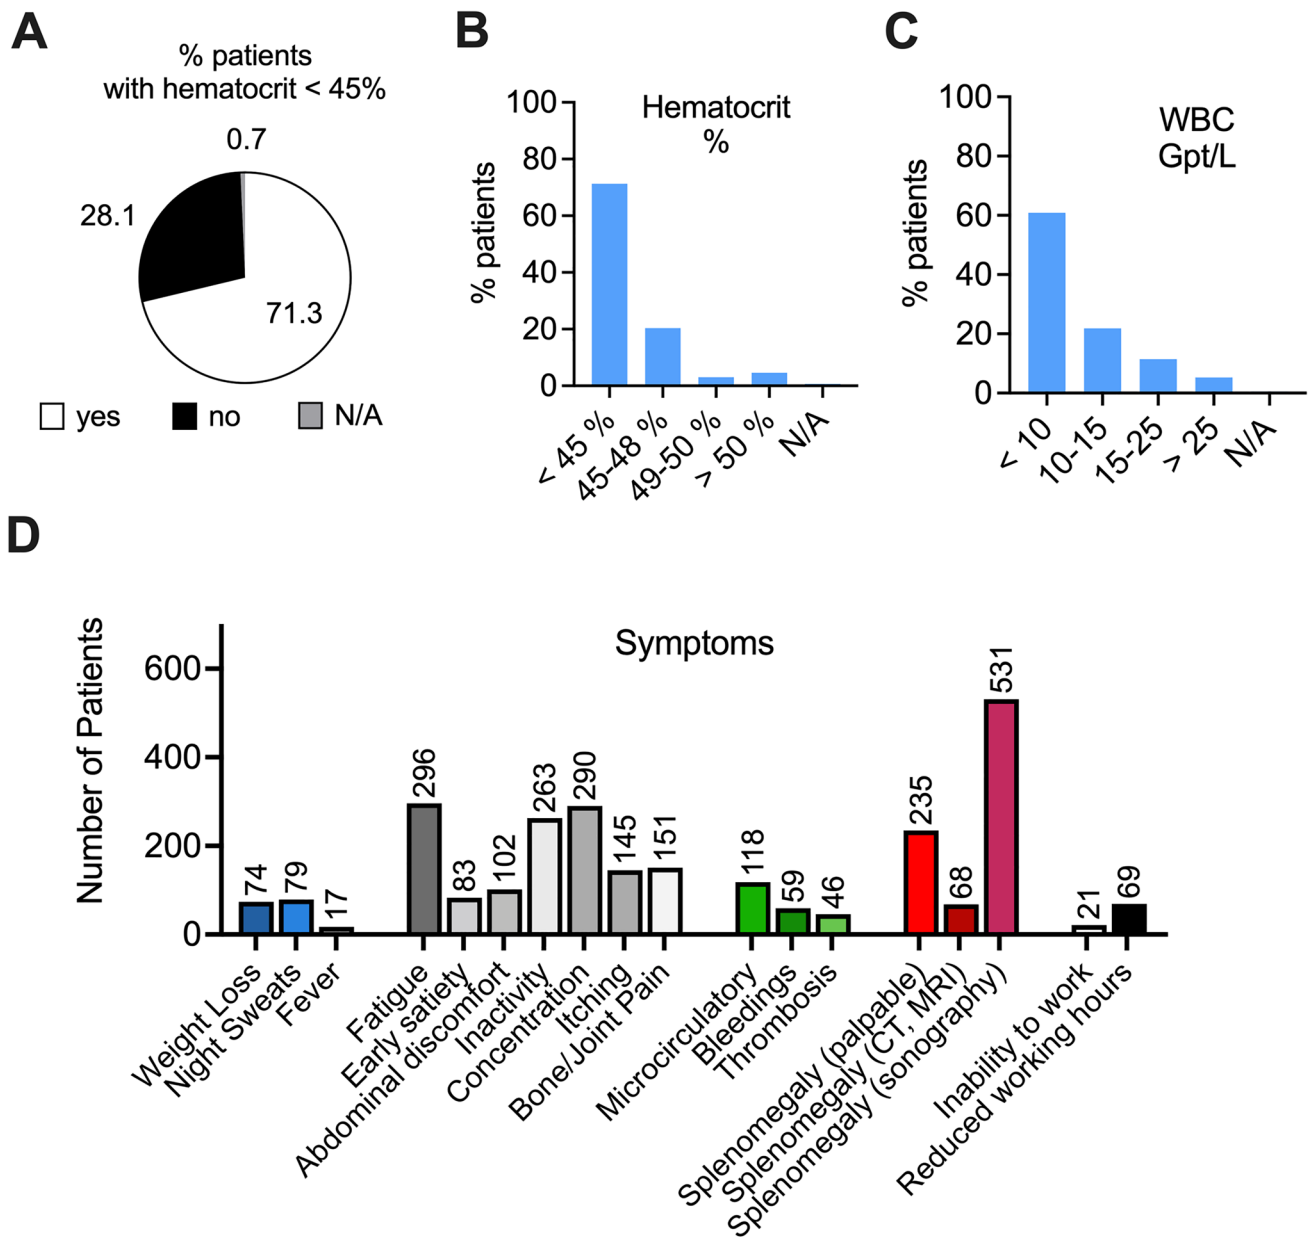 A
% patients
with hematocrit < 45%
0.7
28.1
71.3
yes
no
N/A
B
Hematocrit
%
% patients
100
80
60
40
20
0
< 45 %
45-48 %
49-50 %
> 50 %
N/A
C
WBC
Gpt/L
% patients
100
80
60
40
20
0
< 10
10-15
15-25
> 25
N/A
D
Symptoms
Number of Patients
600
400
200
0
74
79
17
296
83
102
263
290
145
151
118
59
46
235
68
531
21
69
Weight Loss
Night Sweats
Fever
Fatigue
Early satiety
Abdominal discomfort
Inactivity
Concentration
Itching
Bone/Joint Pain
Microcirculatory
Bleedings
Thrombosis
Splenomegaly (palpable)
Splenomegaly (CT, MRI)
Splenomegaly (sonography)
Inability to work
Reduced working hours